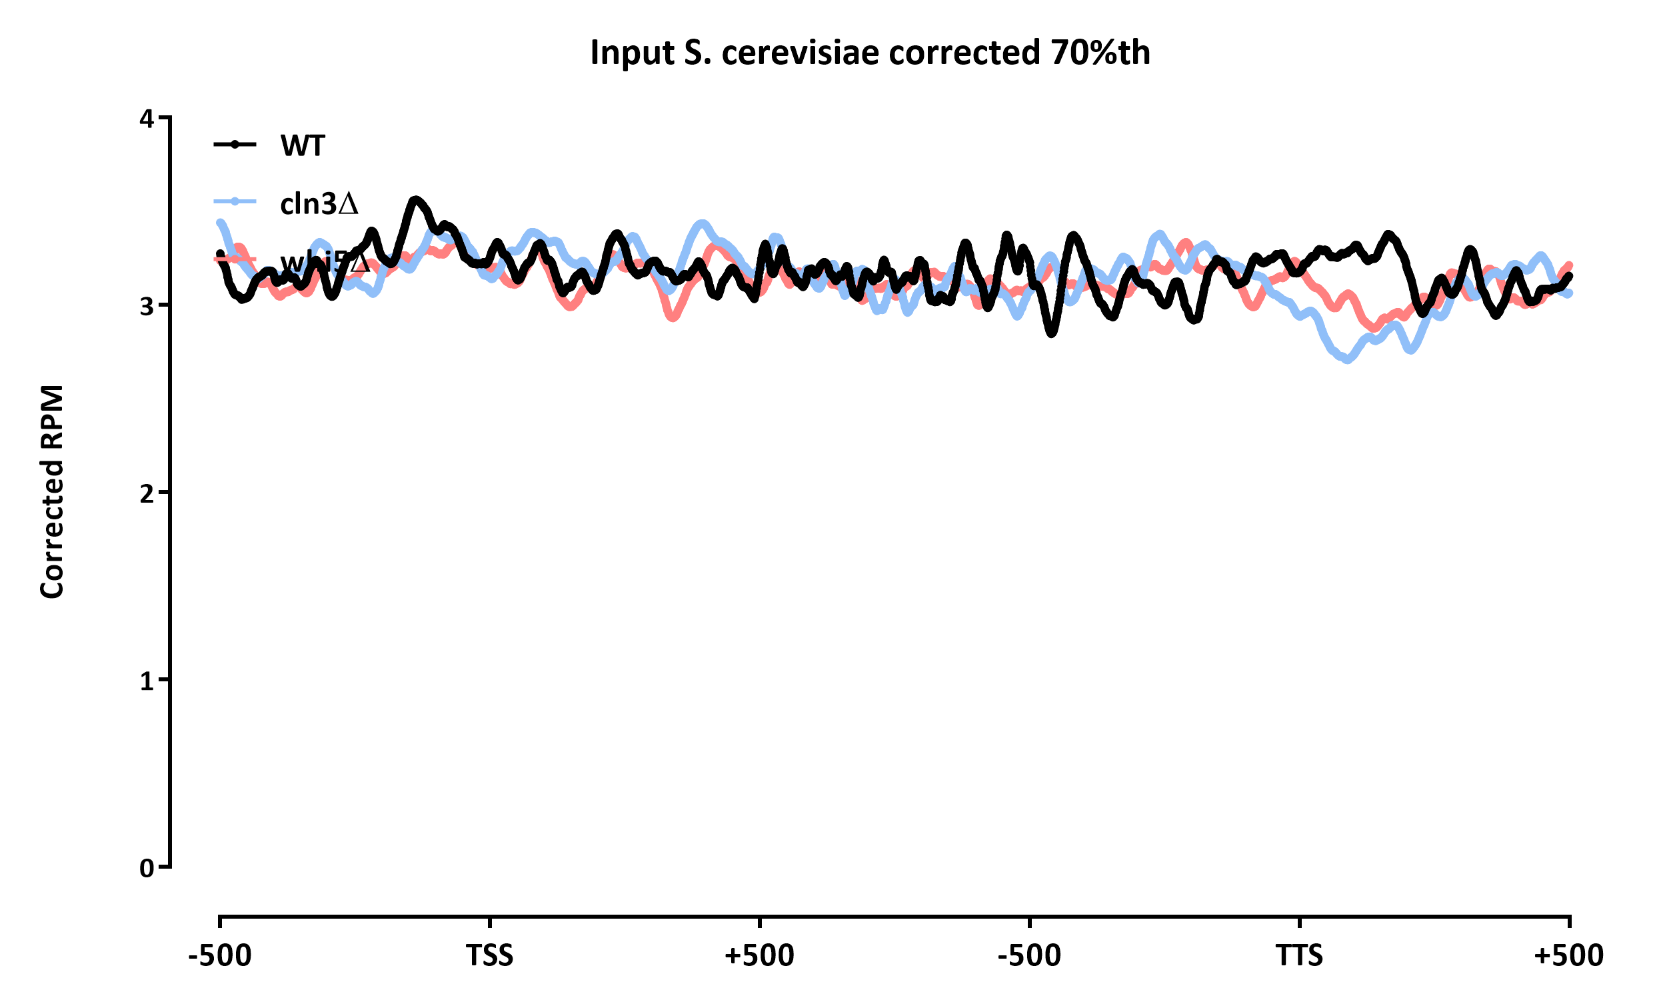 Input S. cerevisiae corrected 70%th
4
WT
cln3Δ
whi5Δ
3
2
1
0
Corrected RPM
-500 TSS +500 -500 TTS +500